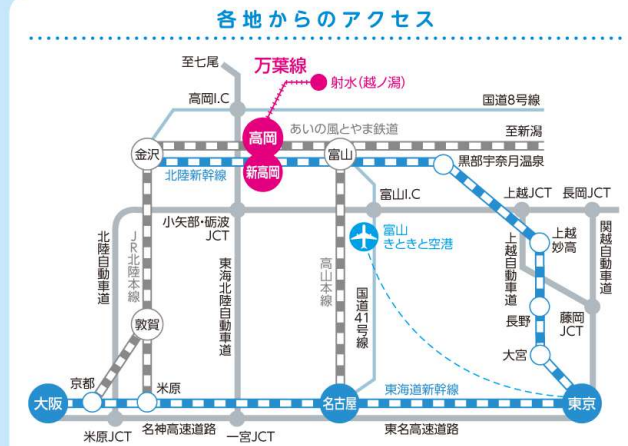 各地からのアクセス
至七尾
万葉線
射水（越ノ潟）
高岡I.C
国道8号線
高岡
あいの風とやま鉄道
至新潟
金沢
富山
北陸新幹線
新高岡
黒部宇奈月温泉
富山I.C
上越JCT
長岡JCT
小矢部・砺波
JCT
富山
きときと空港
上越
妙高
北陸自動車道
JR北陸本線
東海北陸自動車道
高山本線
国道41号線
上越自動車道
関越自動車道
敦賀
長野
藤岡
JCT
大宮
京都
米原
東海道新幹線
大阪
名古屋
東京
米原JCT
名神高速道路
一宮JCT
東名高速道路